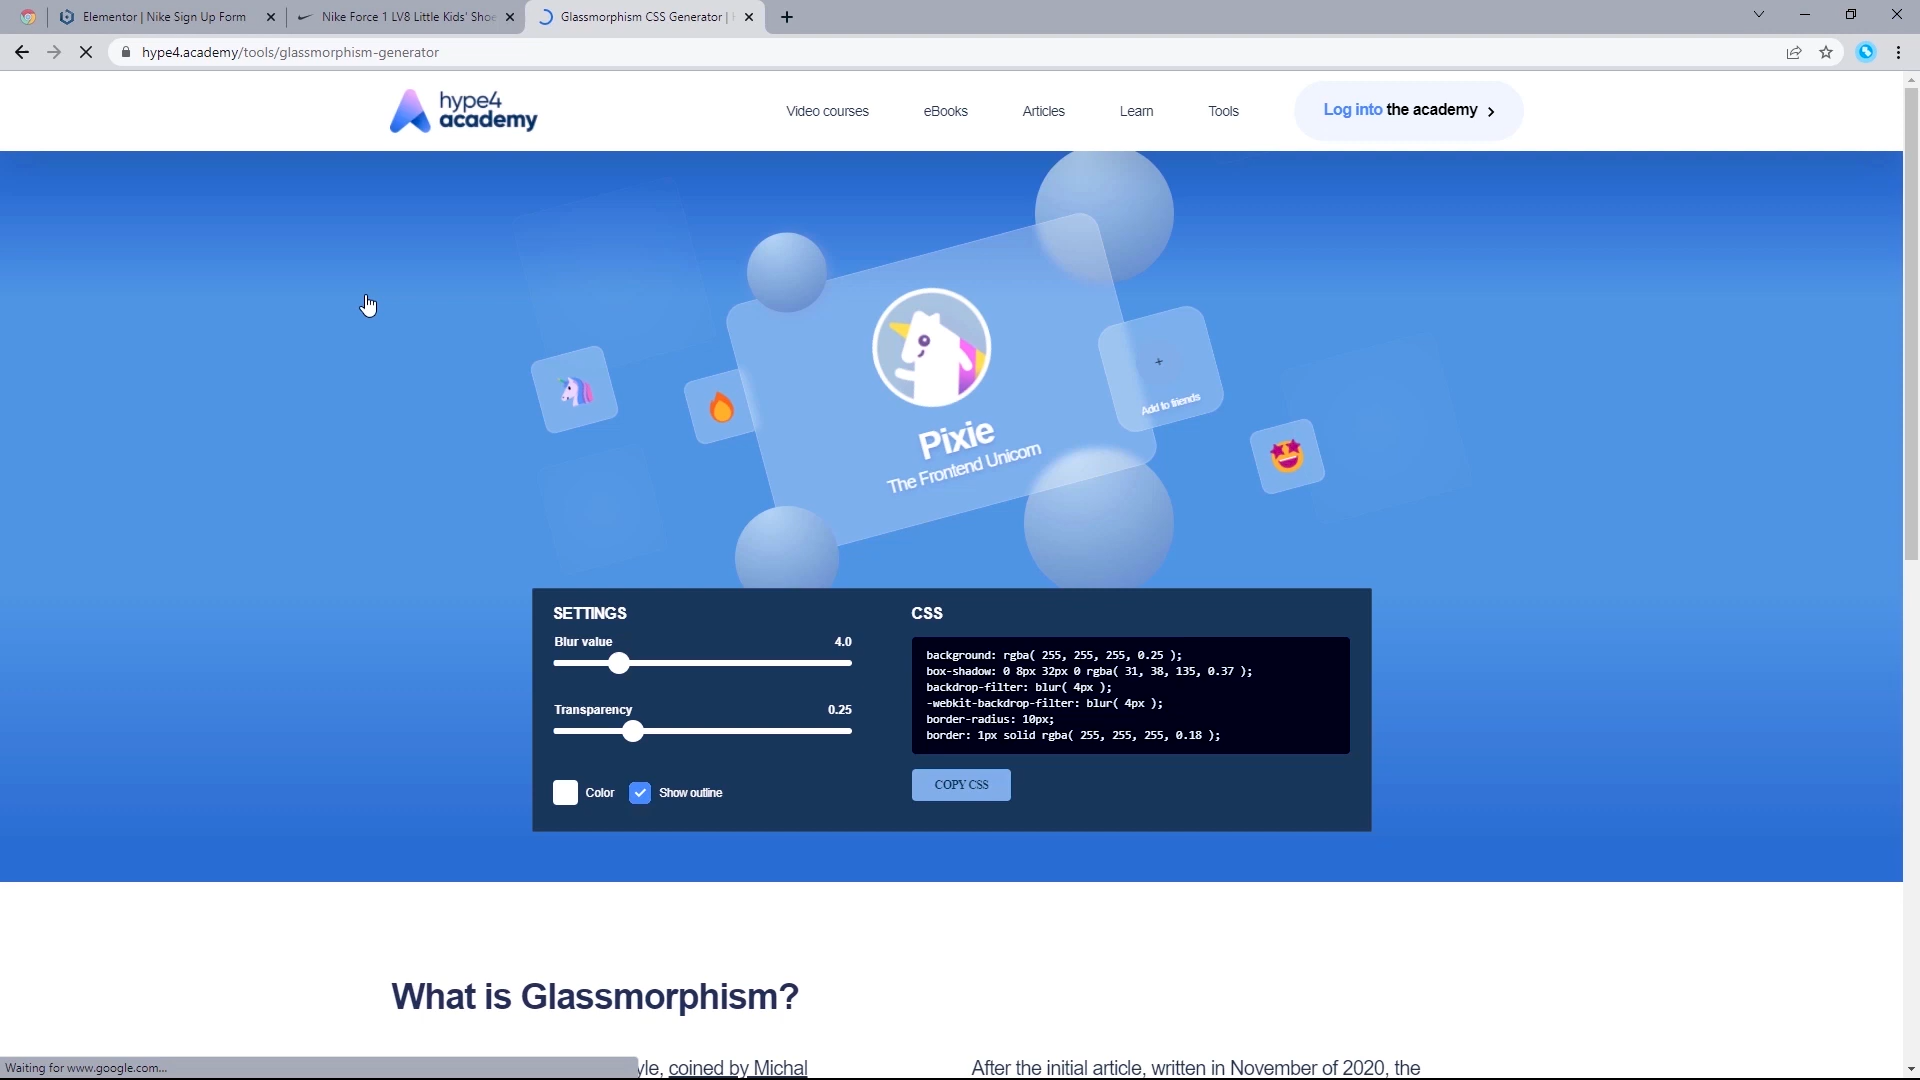 Elementor | Nike Sign Up Form
Nike Force 1 LV8 Little Kids' Shoe
Glassmorphism CSS Generator |
hype4.academy/tools/glassmorphism-generator
hype4
academy
Video courses
eBooks
Articles
Learn
Tools
Log into the academy
Add to friends
Pixie
The Frontend Unicorn
SETTINGS
Blur value 4.0
Transparency 0.25
Color
Show outline
CSS
background: rgba( 255, 255, 255, 0.25 );
box-shadow: 0 8px 32px 0 rgba( 31, 38, 135, 0.37 );
backdrop-filter: blur( 4px );
-webkit-backdrop-filter: blur( 4px );
border-radius: 10px;
border: 1px solid rgba( 255, 255, 255, 0.18 );
COPY CSS
What is Glassmorphism?
yle, coined by Michal
After the initial article, written in November of 2020, the
Waiting for www.google.com...